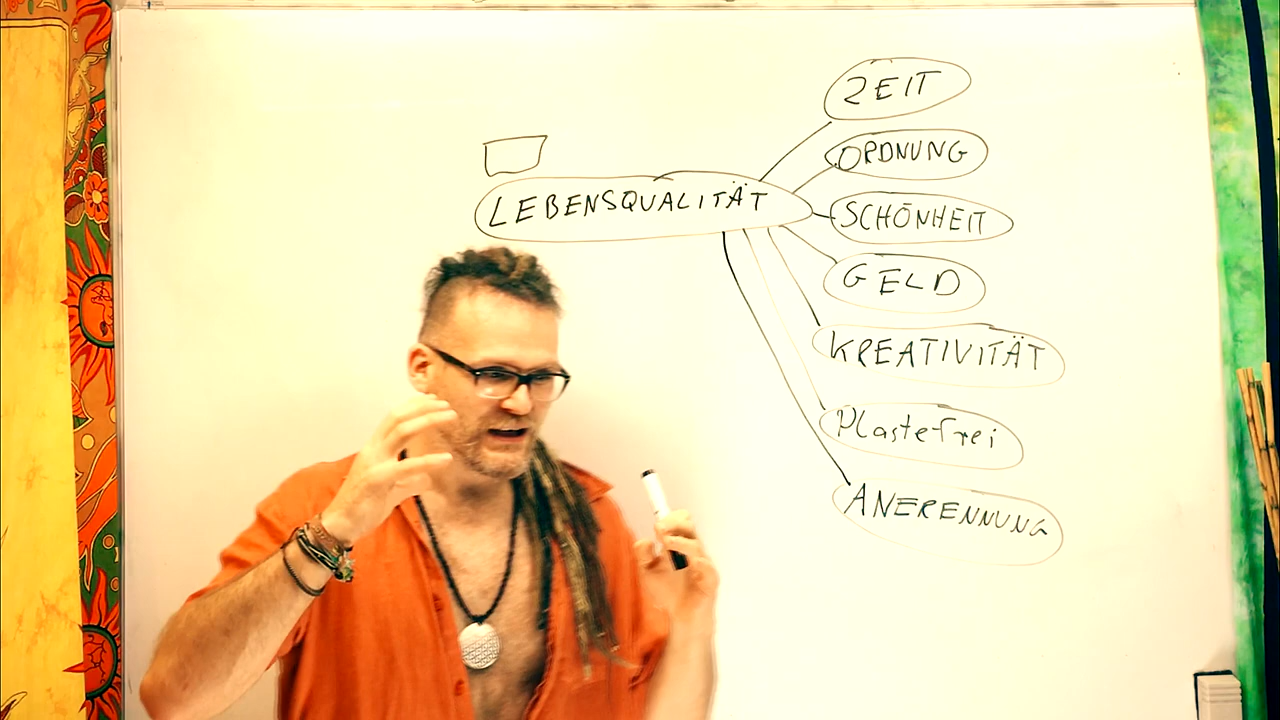 ZEIT
ORDNUNG
LEBENSQUALITÄT
SCHÖNHEIT
GELD
KREATIVITÄT
Plastefrei
ANERENNUNG